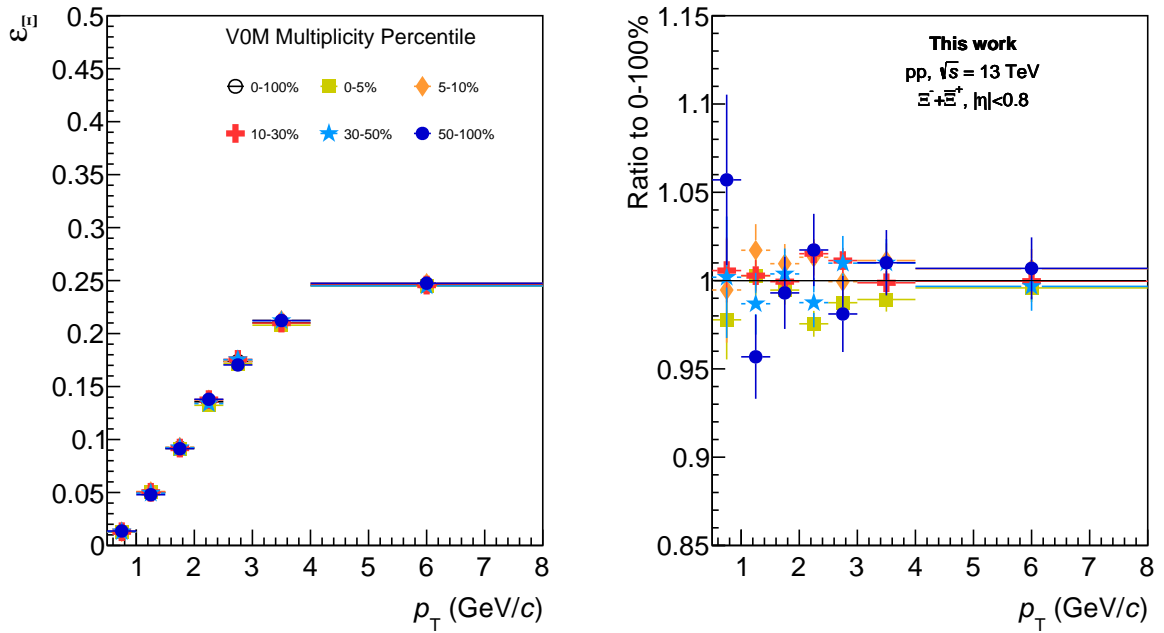 ε_Ξ
V0M Multiplicity Percentile
0-100% 0-5% 5-10%
10-30% 30-50% 50-100%
0.5
0.45
0.4
0.35
0.3
0.25
0.2
0.15
0.1
0.05
0
1 2 3 4 5 6 7 8
p_T (GeV/c)
Ratio to 0-100%
This work
pp, √s = 13 TeV
Ξ⁻+Ξ̅⁺, |η|<0.8
1.15
1.1
1.05
1
0.95
0.9
0.85
1 2 3 4 5 6 7 8
p_T (GeV/c)